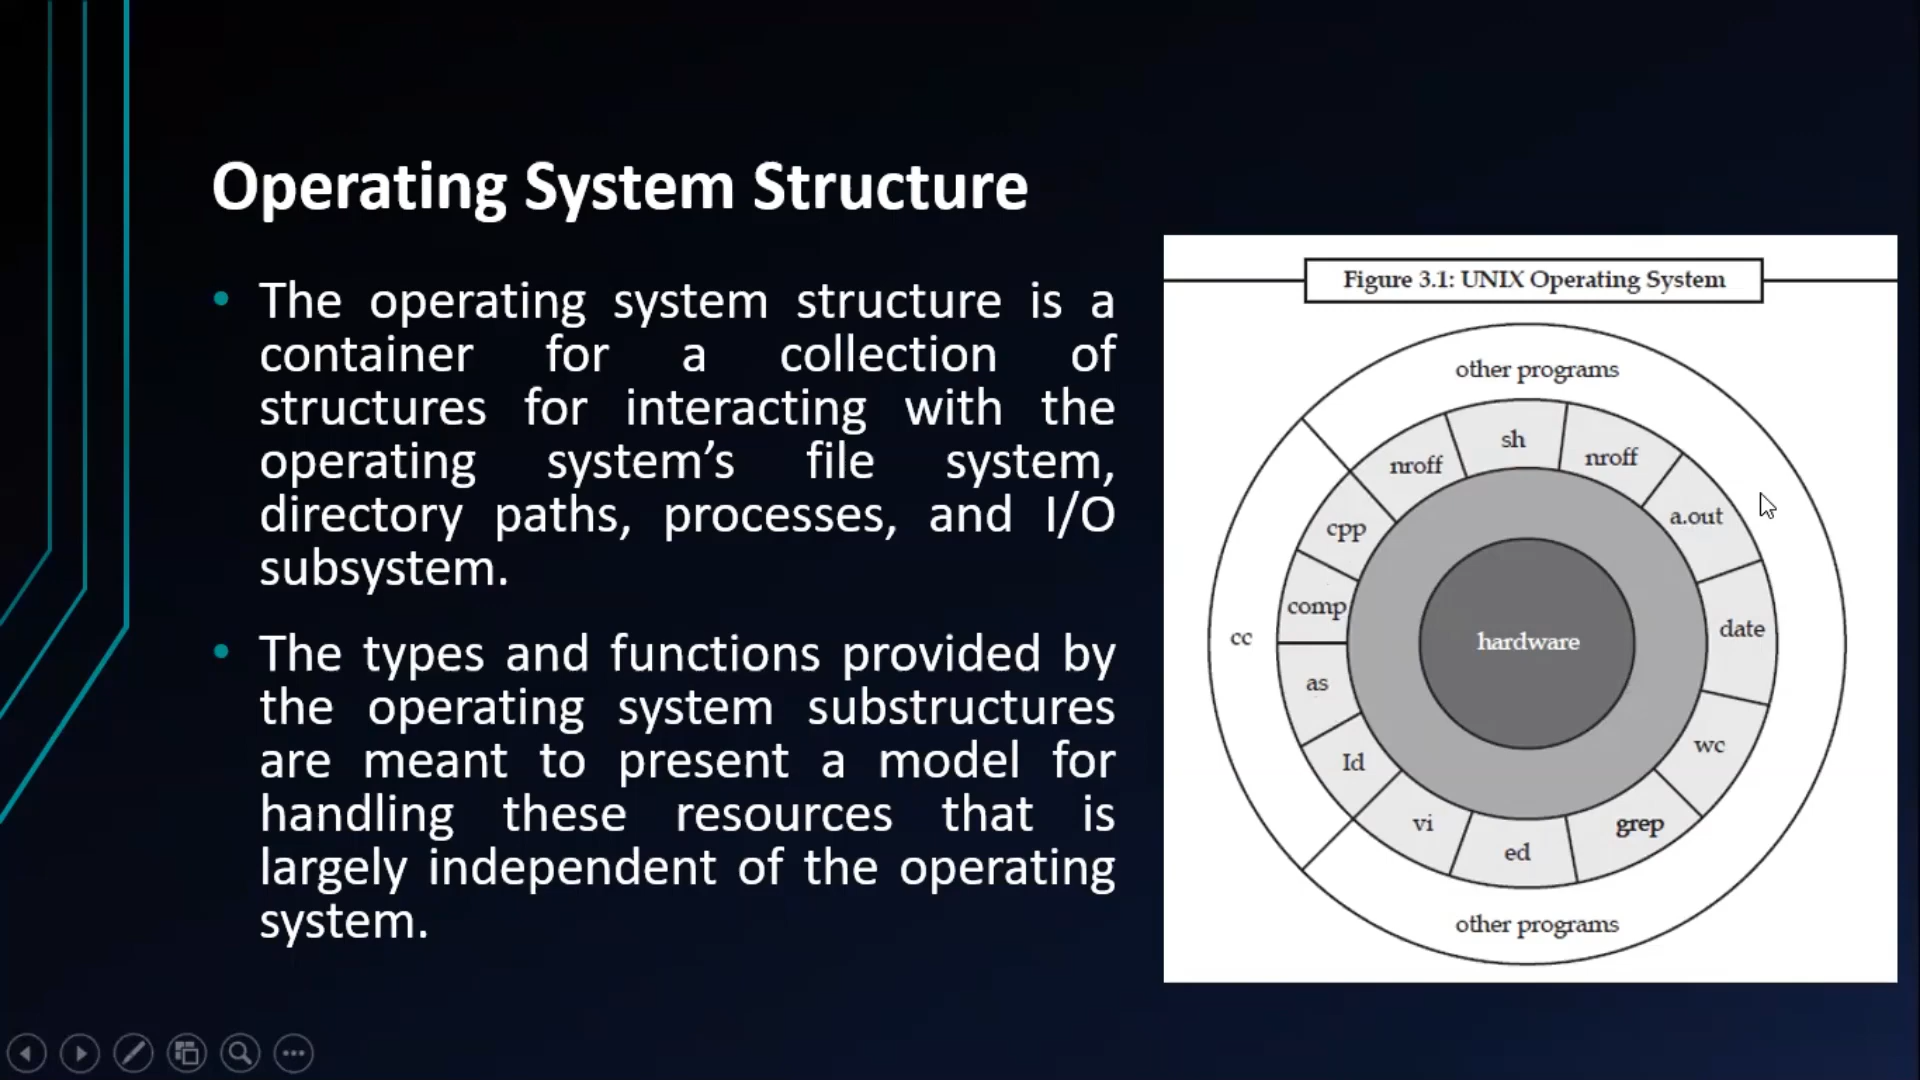 Operating System Structure
• The operating system structure is a
container for a collection of
structures for interacting with the
operating system’s file system,
directory paths, processes, and I/O
subsystem.
• The types and functions provided by
the operating system substructures
are meant to present a model for
handling these resources that is
largely independent of the operating
system.
Figure 3.1: UNIX Operating System
other programs
sh
nroff
nroff
a.out
cpp
comp
date
cc
hardware
as
wc
Id
vi
grep
ed
other programs